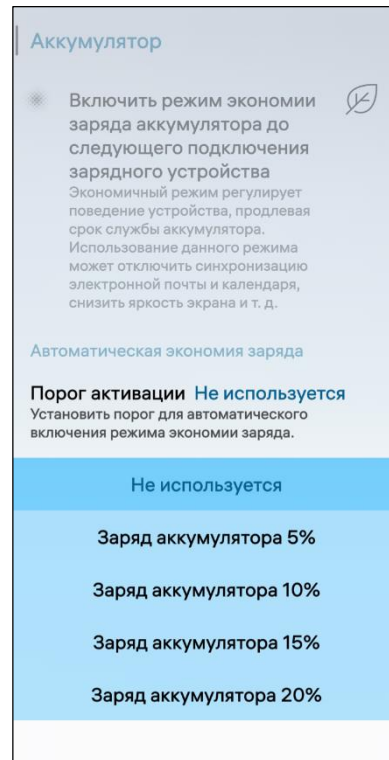 Аккумулятор
Включить режим экономии
заряда аккумулятора до
следующего подключения
зарядного устройства
Экономичный режим регулирует
поведение устройства, продлевая
срок службы аккумулятора.
Использование данного режима
может отключить синхронизацию
электронной почты и календаря,
снизить яркость экрана и т. д.
Автоматическая экономия заряда
Порог активации Не используется
Установить порог для автоматического
включения режима экономии заряда.
Не используется
Заряд аккумулятора 5%
Заряд аккумулятора 10%
Заряд аккумулятора 15%
Заряд аккумулятора 20%